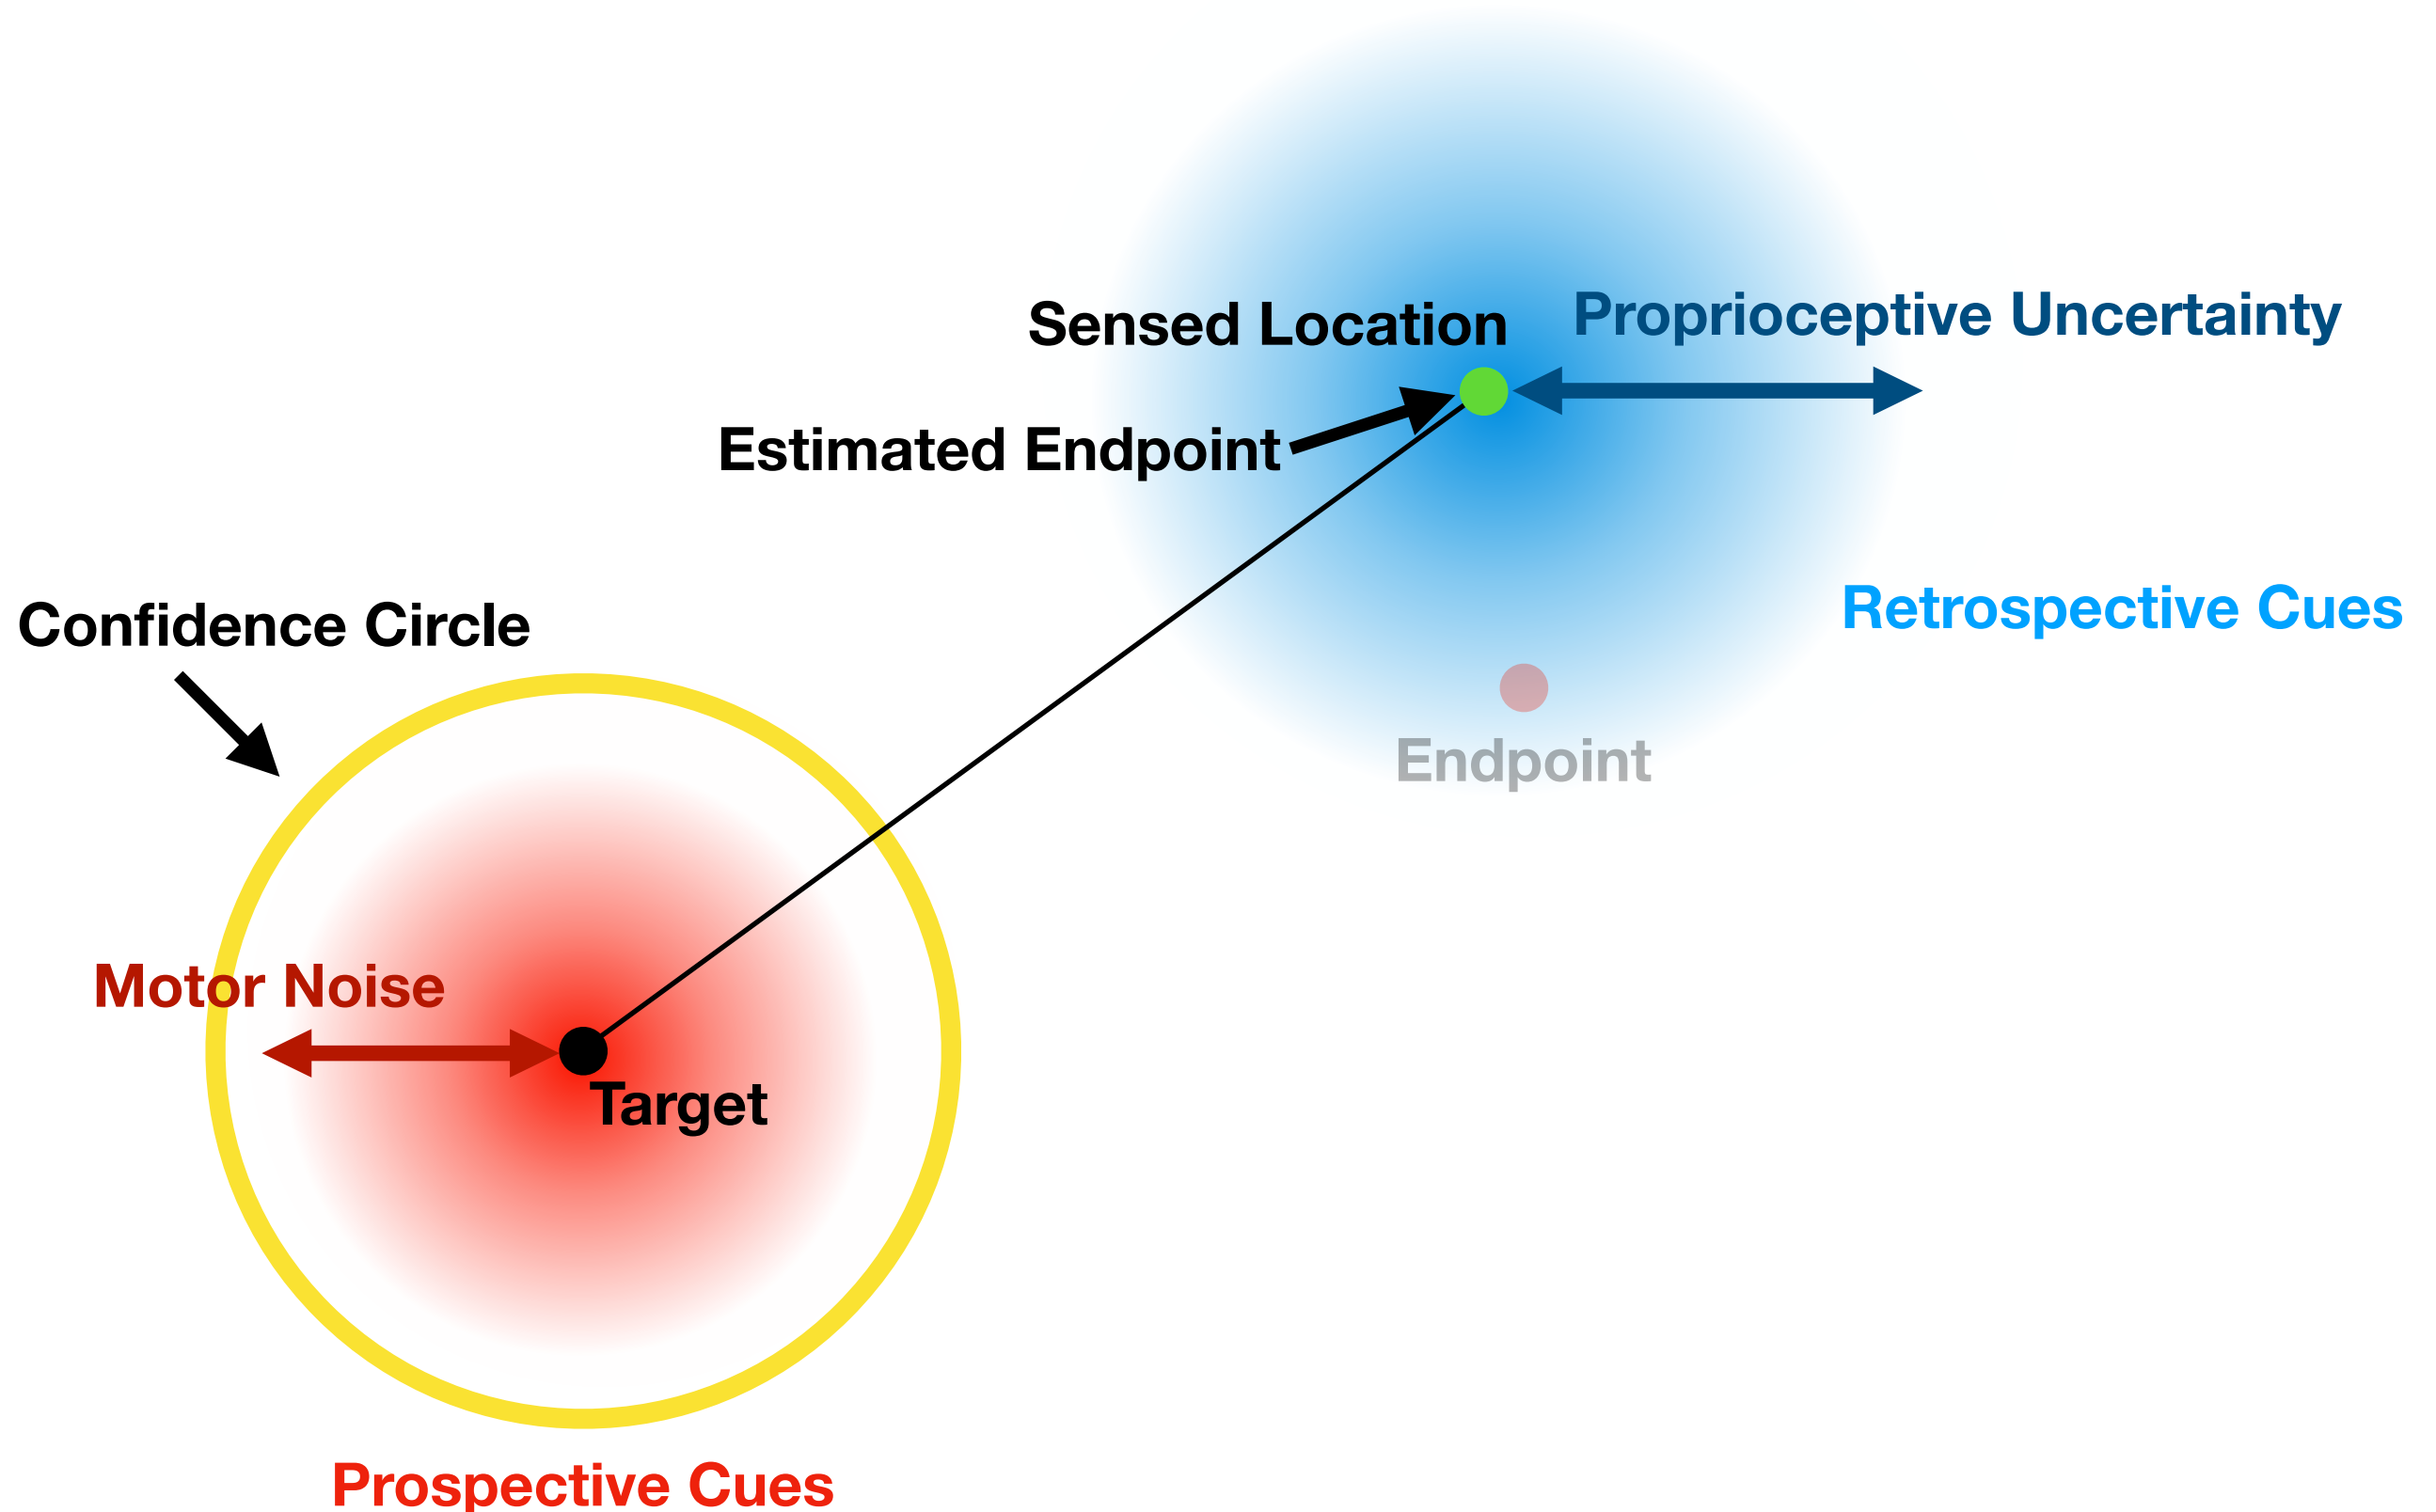 Sensed Location
Proprioceptive Uncertainty
Estimated Endpoint
Retrospective Cues
Confidence Circle
Endpoint
Motor Noise
Target
Prospective Cues